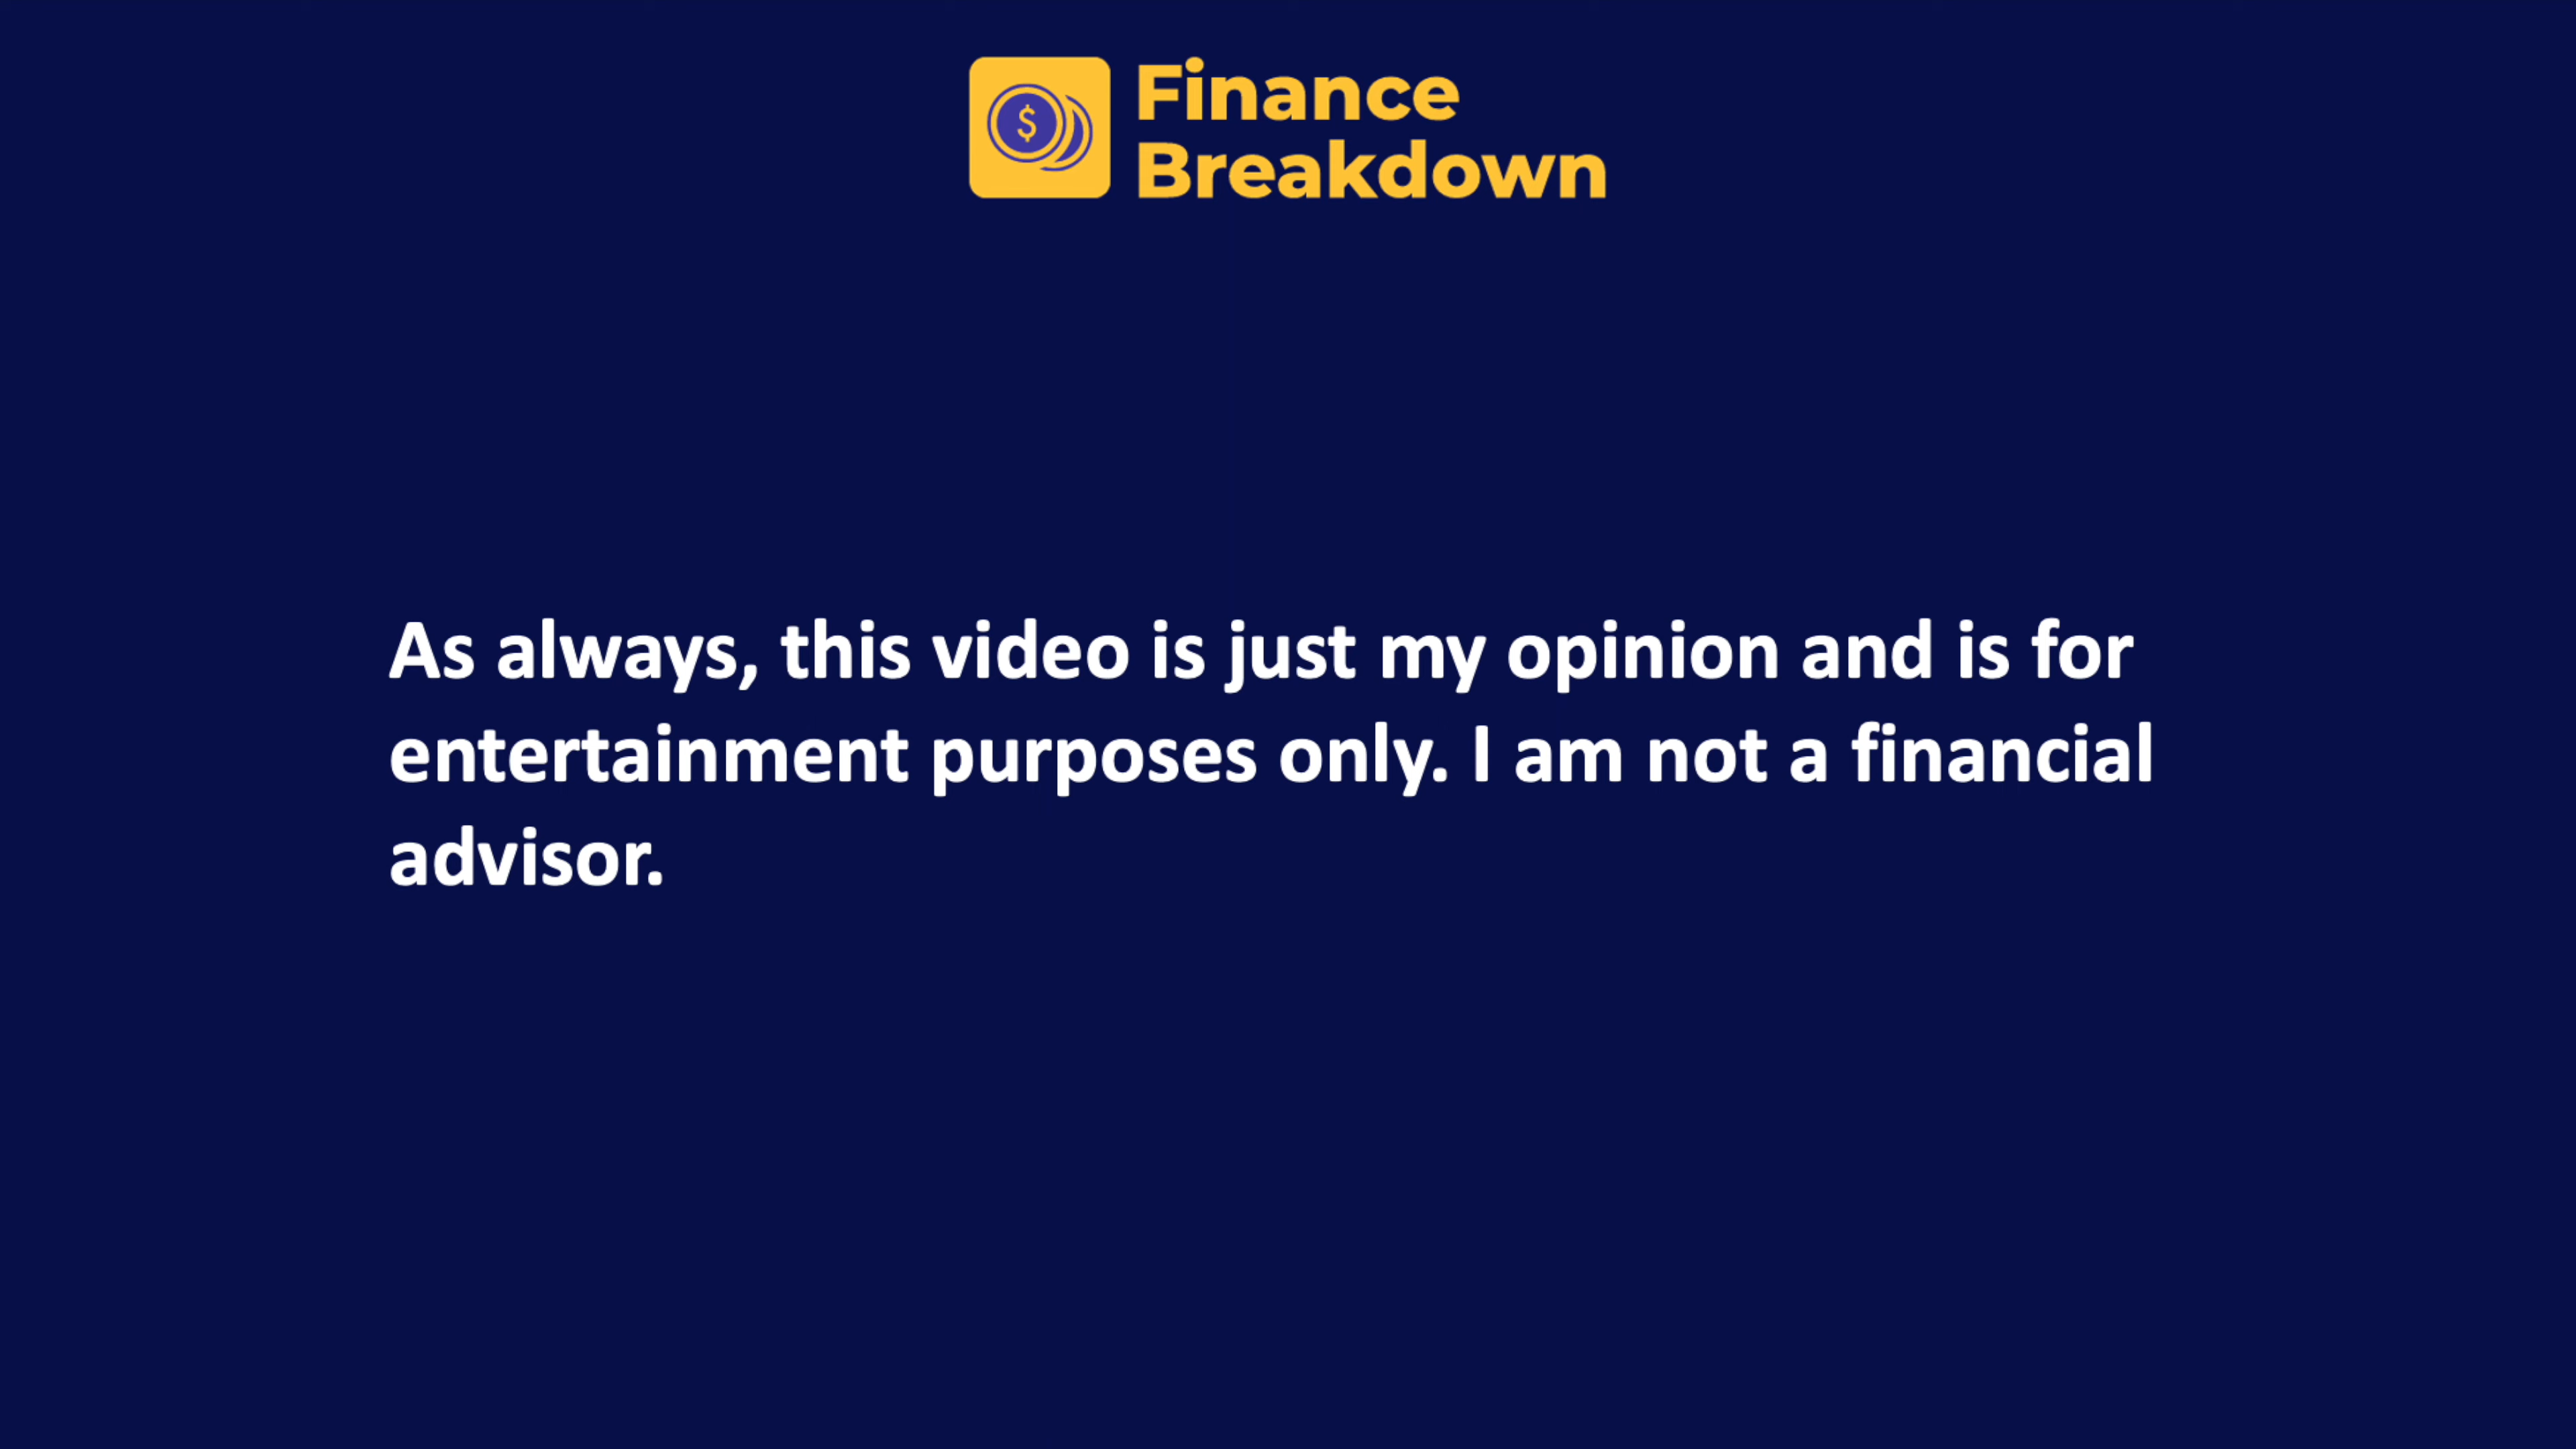 $
Finance
Breakdown
As always, this video is just my opinion and is for
entertainment purposes only. I am not a financial
advisor.